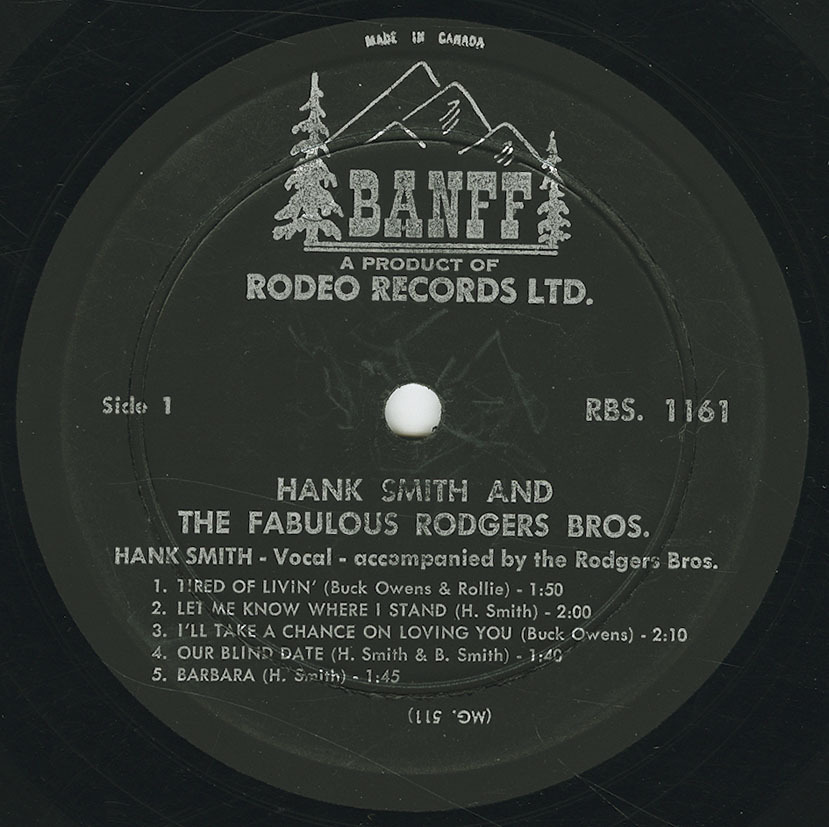 MADE IN CANADA
BANFF
A PRODUCT OF
RODEO RECORDS LTD.
Side 1
RBS. 1161
HANK SMITH AND
THE FABULOUS RODGERS BROS.
HANK SMITH - Vocal - accompanied by the Rodgers Bros.
1. TIRED OF LIVIN' (Buck Owens & Rollie) - 1:50
2. LET ME KNOW WHERE I STAND (H. Smith) - 2:00
3. I'LL TAKE A CHANCE ON LOVING YOU (Buck Owens) - 2:10
4. OUR BLIND DATE (H. Smith & B. Smith) - 1:40
5. BARBARA (H. Smith) - 1:45
(MG. 511)